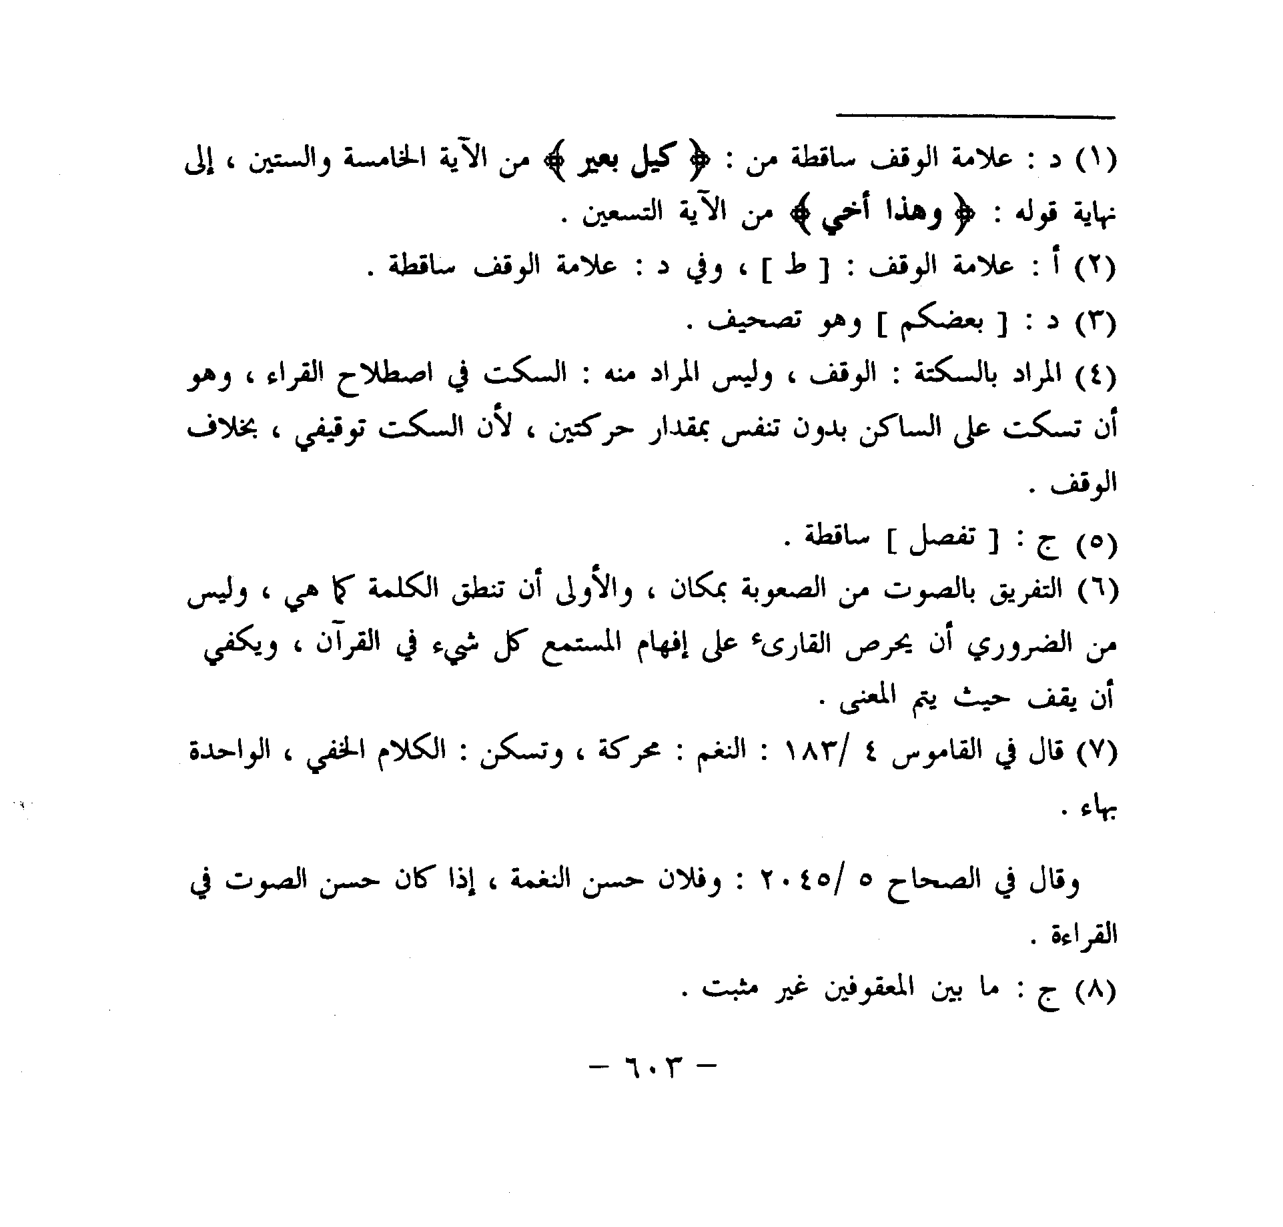 (١) د : علامة الوقف ساقطة من : ﴿ كيل بعير ﴾ من الآية الخامسة والستين ، إلى
نهاية قوله : ﴿ وهذا أخي ﴾ من الآية التسعين .
(٢) أ : علامة الوقف : [ ط ] ، وفي د : علامة الوقف ساقطة .
(٣) د : [ بعضكم ] وهو تصحيف .
(٤) المراد بالسكتة : الوقف ، وليس المراد منه : السكت في اصطلاح القراء ، وهو
أن تسكت على الساكن بدون تنفس بمقدار حركتين ، لأن السكت توقيفي ، بخلاف
الوقف .
(٥) ج : [ تفصل ] ساقطة .
(٦) التفريق بالصوت من الصعوبة بمكان ، والأولى أن تنطق الكلمة كما هي ، وليس
من الضروري أن يحرص القارىء على إفهام المستمع كل شيء في القرآن ، ويكفي
أن يقف حيث يتم المعنى .
(٧) قال في القاموس ٤ /١٨٣ : النغم : محركة ، وتسكن : الكلام الخفي ، الواحدة
بهاء .
وقال في الصحاح ٥ /٢٠٤٥ : وفلان حسن النغمة ، إذا كان حسن الصوت في
القراءة .
(٨) ج : ما بين المعقوفين غير مثبت .
– ٦٠٣ –